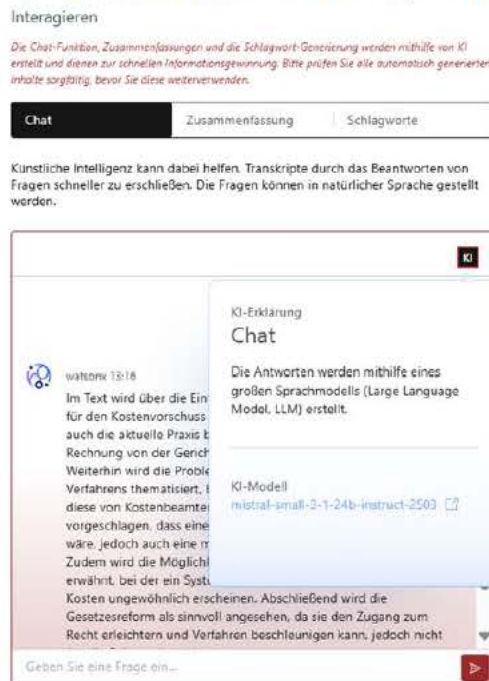 Interagieren
Die Chat-Funktion, Zusammenfassungen und die Schlagwort-Generierung werden mithilfe von KI
erstellt und dienen zur schnellen Informationsgewinnung. Bitte prüfen Sie alle automatisch generierten
Inhalte sorgfältig, bevor Sie diese weiterverwenden.
Chat
Zusammenfassung
Schlagworte
Künstliche Intelligenz kann dabei helfen, Transkripte durch das Beantworten von
Fragen schneller zu erschließen. Die Fragen können in natürlicher Sprache gestellt
werden.
KI
KI-Erklärung
Chat
Die Antworten werden mithilfe eines
großen Sprachmodells (Large Language
Model, LLM) erstellt.
KI-Modell
mistral-small-3-1-24b-instruct-2503
watsonx 13:16
Im Text wird über die Ein
für den Kostenvorschuss
auch die aktuelle Praxis b
Rechnung von der Gerich
Weiterhin wird die Proble
Verfahrens thematisiert,
diese von Kostenbeamte
vorgeschlagen, dass eine
wäre, jedoch auch eine m
Zudem wird die Möglichl
erwähnt, bei der ein Syst
Kosten ungewöhnlich erscheinen. Abschließend wird die
Gesetzesreform als sinnvoll angesehen, da sie den Zugang zum
Recht erleichtern und Verfahren beschleunigen kann, jedoch nicht
Geben Sie eine Frage ein...